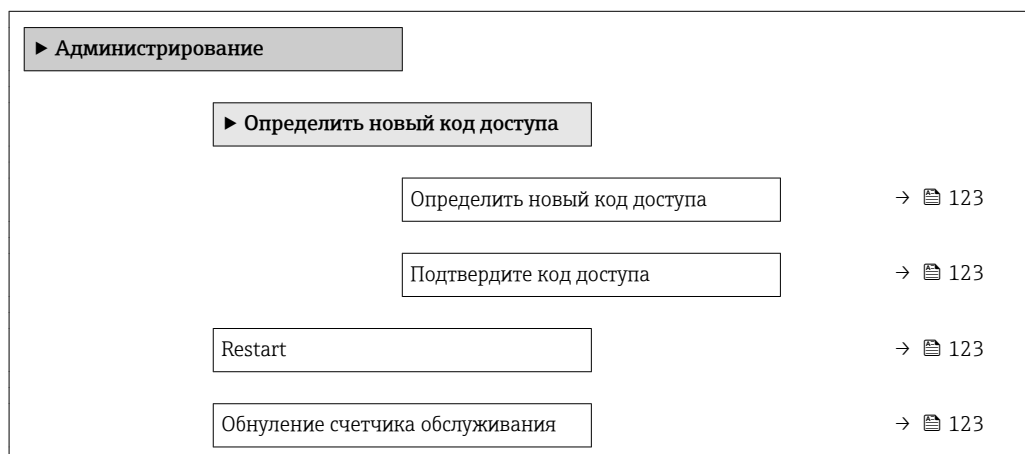 ▶ Администрирование
▶ Определить новый код доступа
Определить новый код доступа → 🖺 123
Подтвердите код доступа → 🖺 123
Restart → 🖺 123
Обнуление счетчика обслуживания → 🖺 123